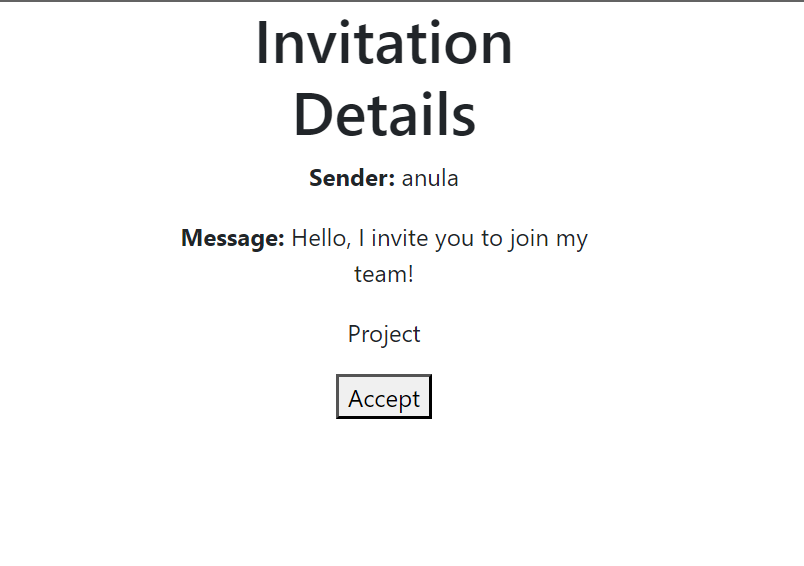 Invitation
Details
Sender: anula
Message: Hello, I invite you to join my
team!
Project
Accept